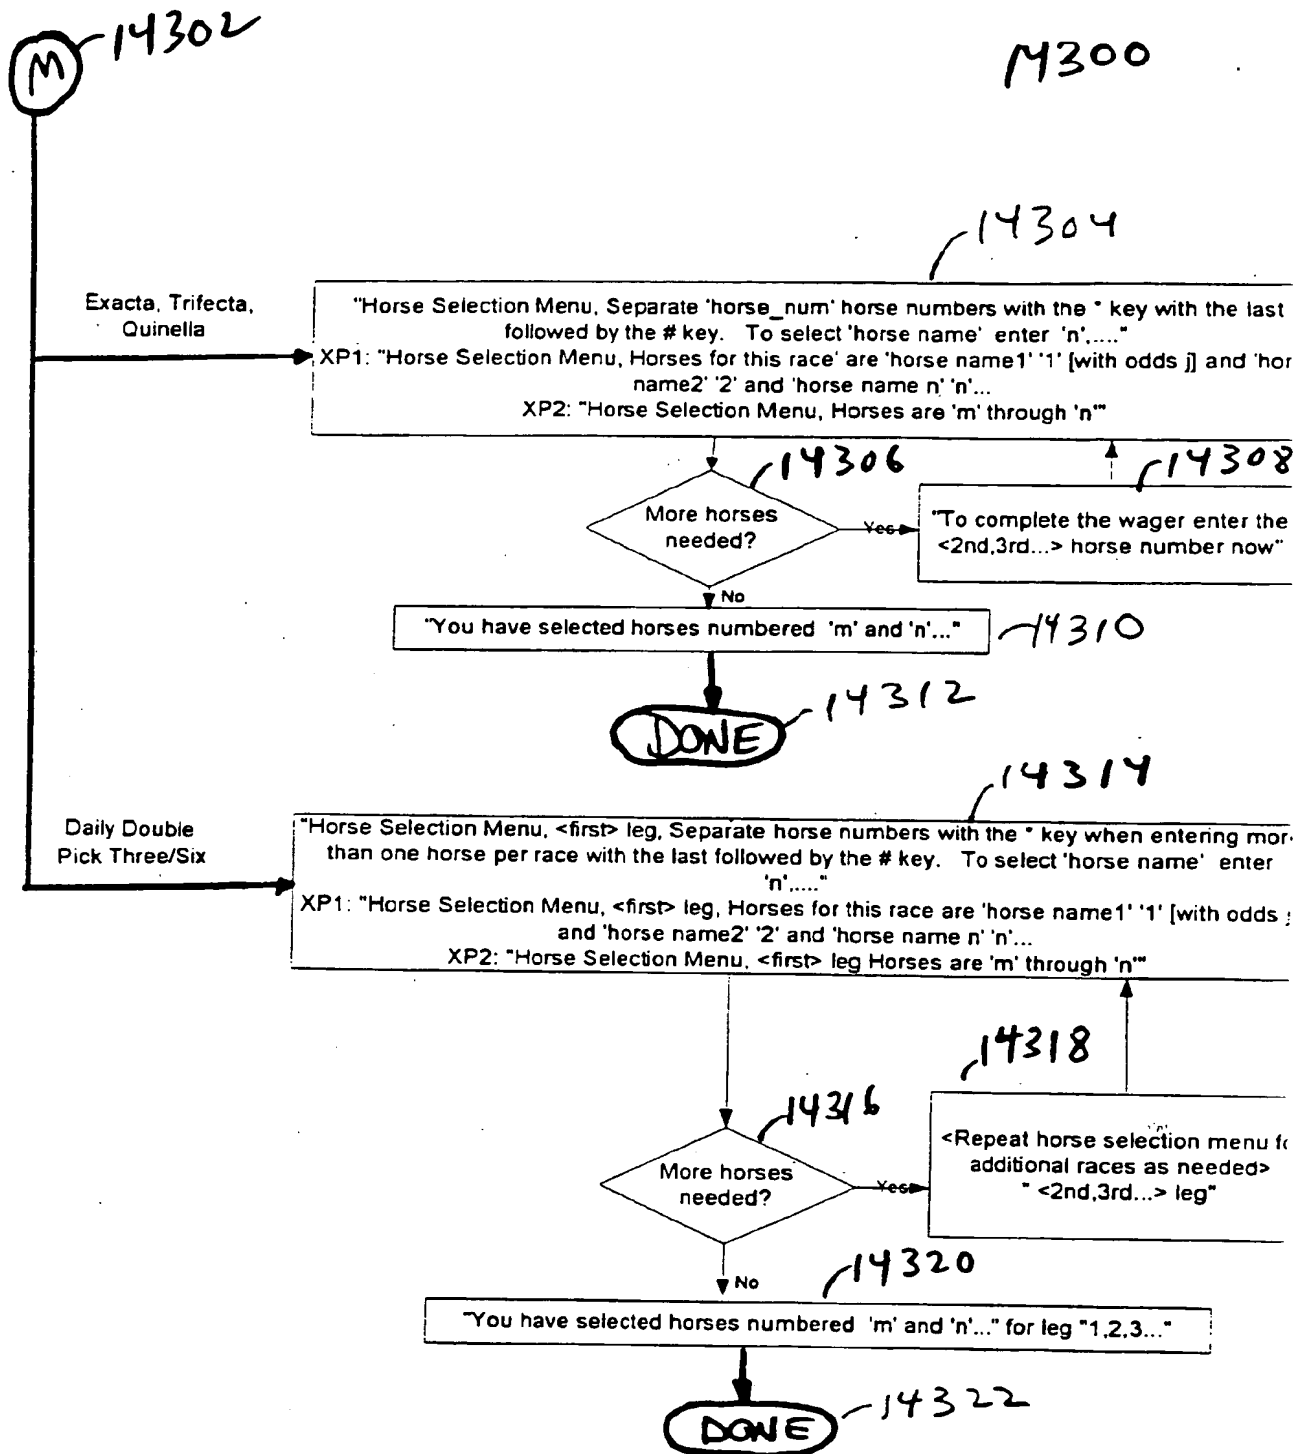 M 14302
14300
14304
Exacta, Trifecta,
Quinella
"Horse Selection Menu, Separate 'horse_num' horse numbers with the * key with the last
followed by the # key. To select 'horse name' enter 'n',...."
XP1: "Horse Selection Menu, Horses for this race' are 'horse name1' '1' [with odds j] and 'hor
name2' '2' and 'horse name n' 'n'...
XP2: "Horse Selection Menu, Horses are 'm' through 'n'"
14306
14308
More horses
needed?
Yes
"To complete the wager enter the
<2nd,3rd...> horse number now"
No
"You have selected horses numbered 'm' and 'n'..."
14310
14312
DONE
14314
Daily Double
Pick Three/Six
"Horse Selection Menu, <first> leg, Separate horse numbers with the * key when entering mor
than one horse per race with the last followed by the # key. To select 'horse name' enter
'n',...."
XP1: "Horse Selection Menu, <first> leg, Horses for this race are 'horse name1' '1' [with odds
and 'horse name2' '2' and 'horse name n' 'n'...
XP2: "Horse Selection Menu, <first> leg Horses are 'm' through 'n'"
14318
14316
More horses
needed?
Yes
<Repeat horse selection menu
additional races as needed>
" <2nd,3rd...> leg"
No
14320
"You have selected horses numbered 'm' and 'n'..." for leg "1,2,3..."
DONE
14322